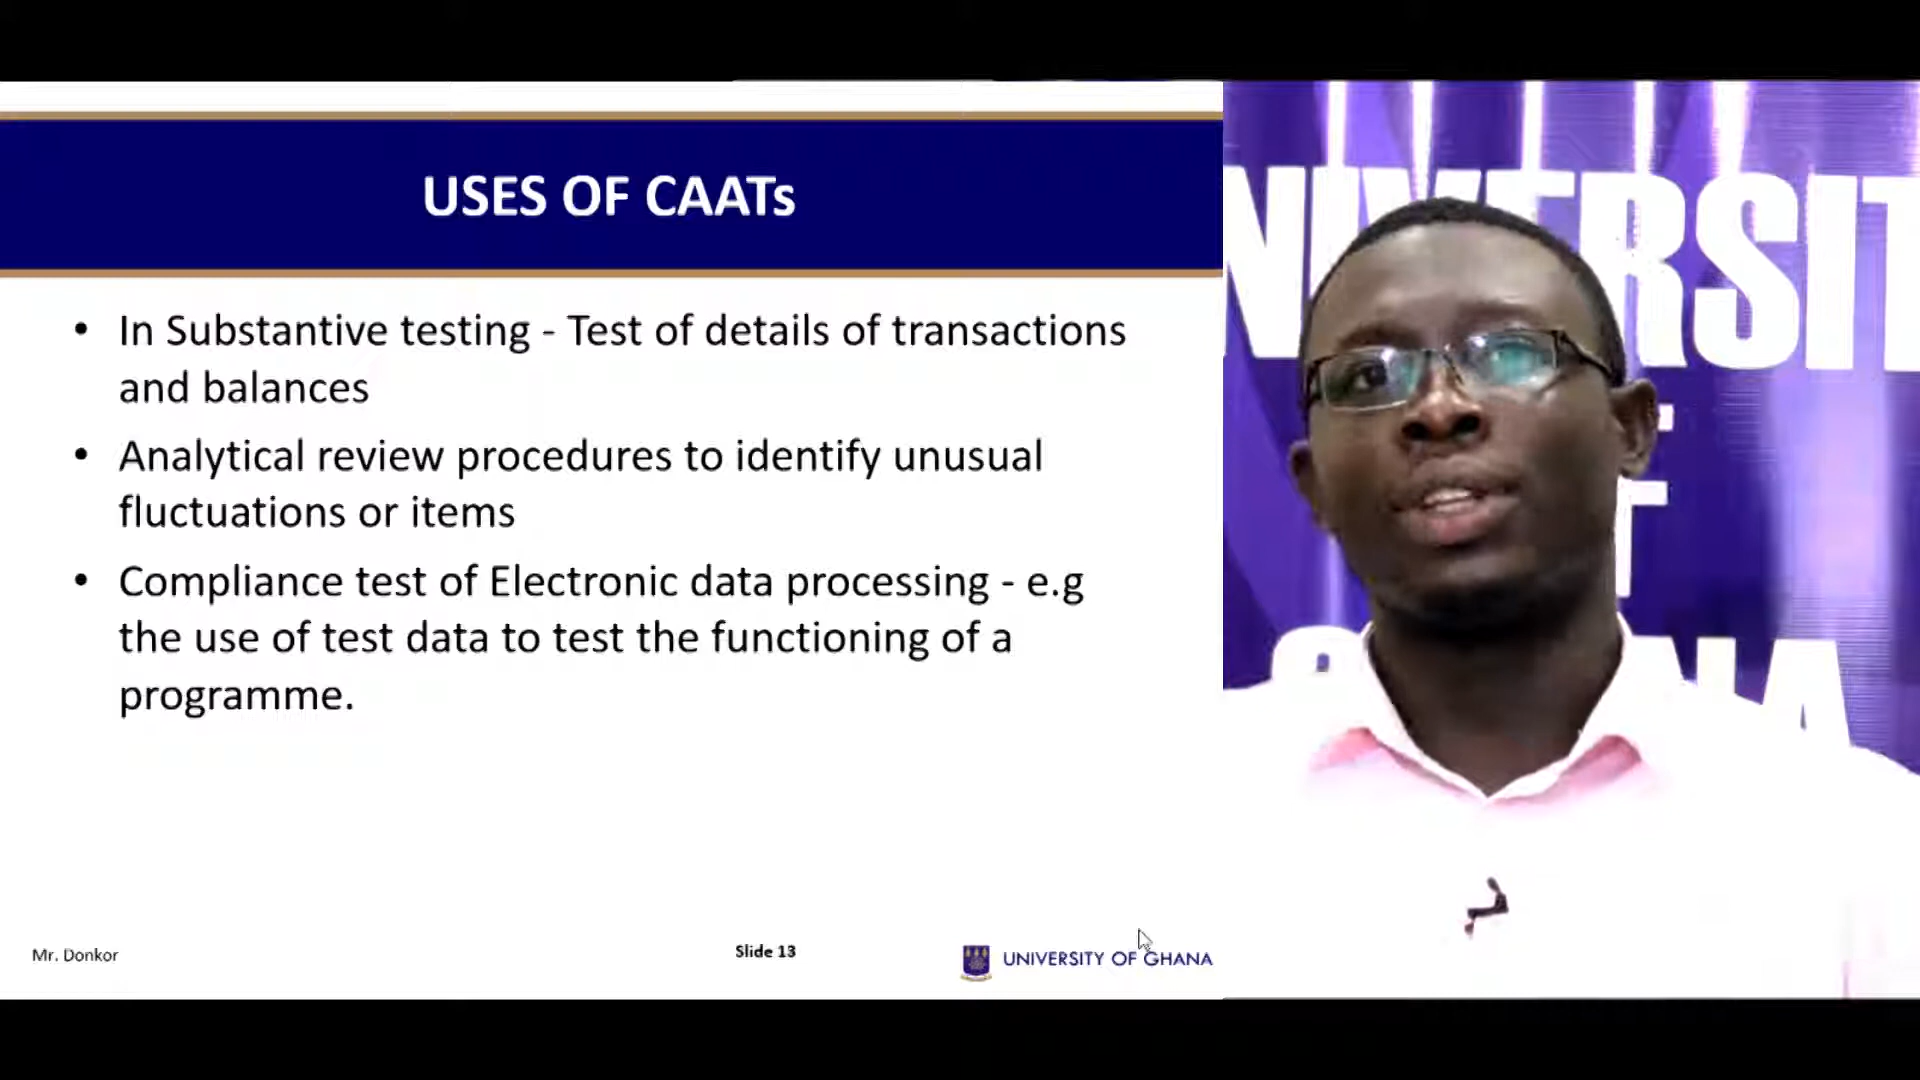 USES OF CAATs
• In Substantive testing - Test of details of transactions
and balances
• Analytical review procedures to identify unusual
fluctuations or items
• Compliance test of Electronic data processing - e.g
the use of test data to test the functioning of a
programme.
Mr. Donkor
Slide 13
UNIVERSITY OF GHANA
NIVERSIT